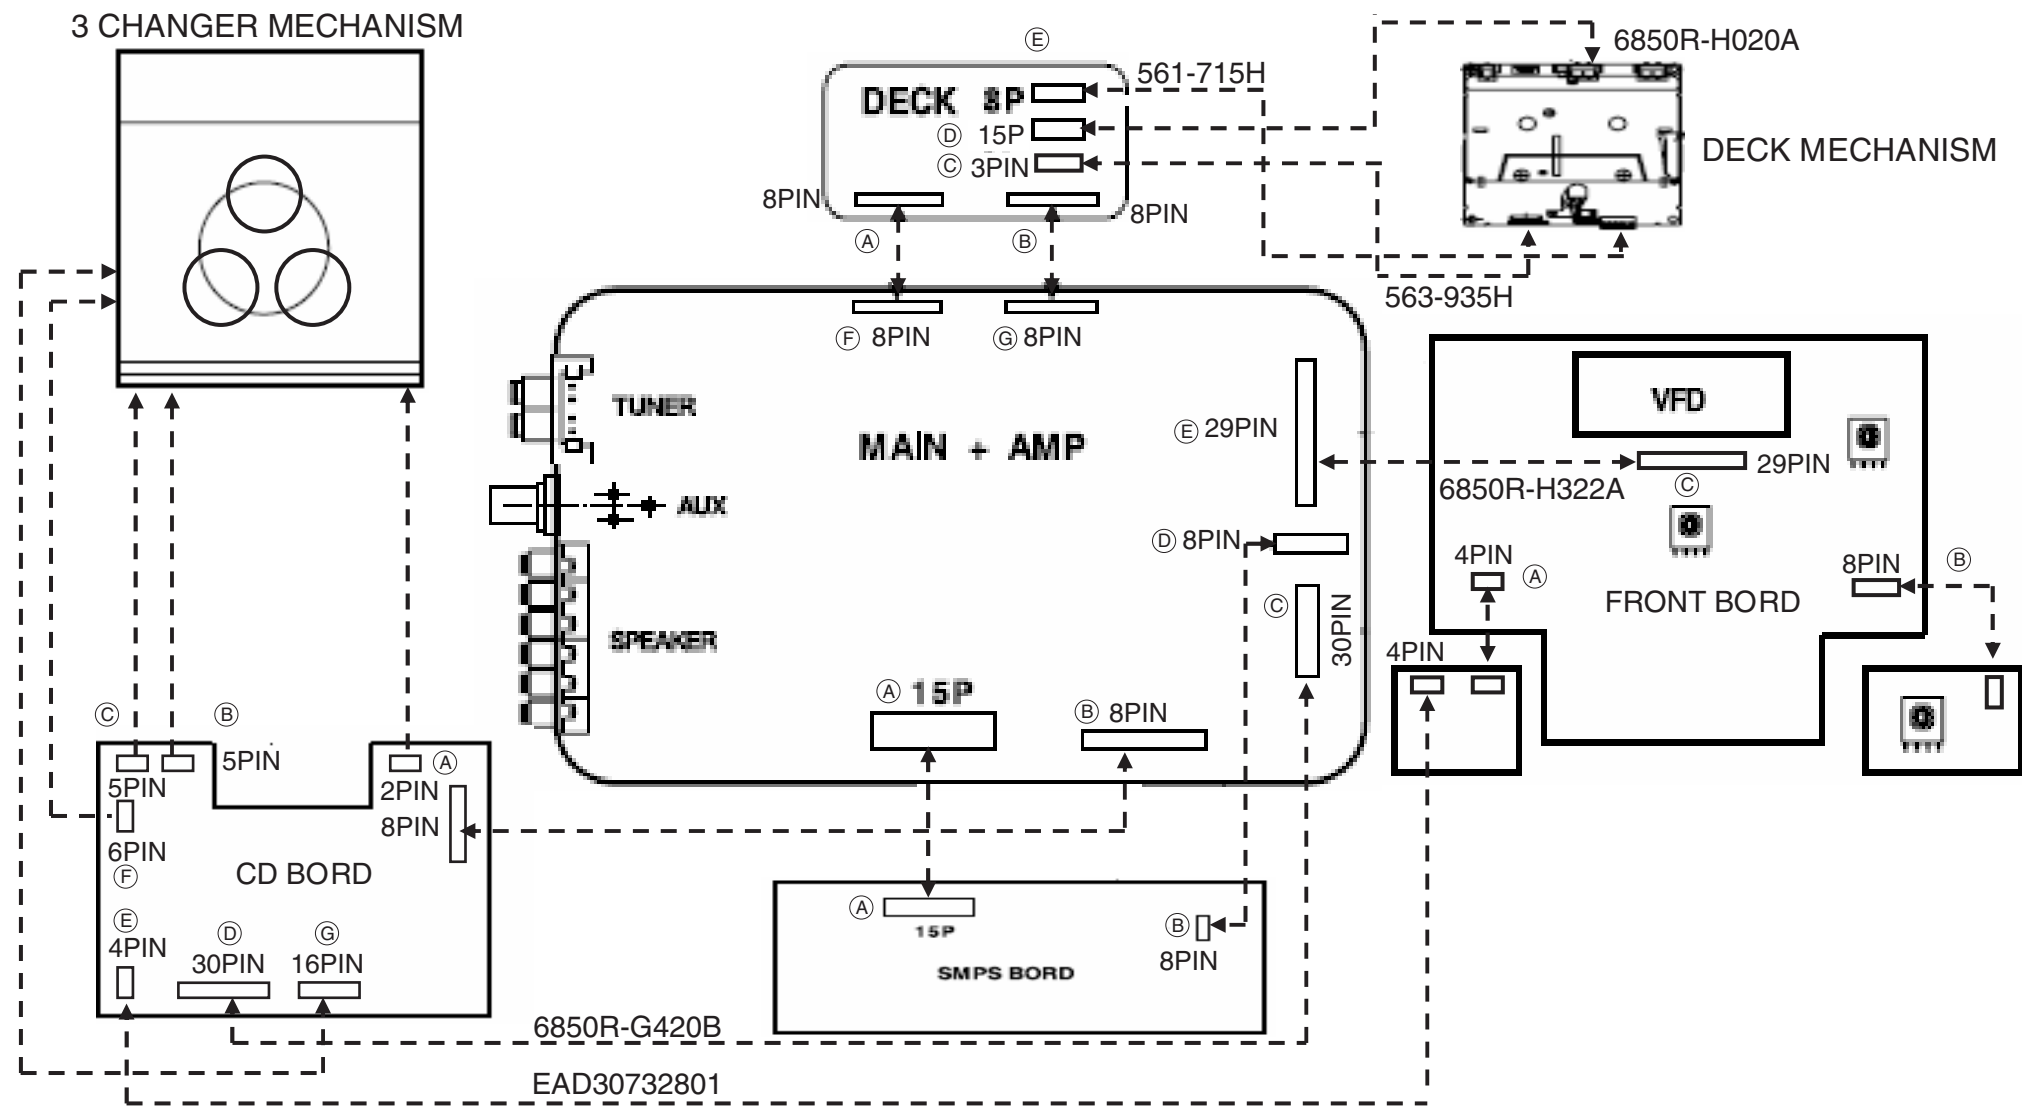 3 CHANGER MECHANISM
Ⓔ
561-715H
6850R-H020A
DECK 8P
Ⓓ 15P
Ⓒ 3PIN
DECK MECHANISM
8PIN
8PIN
Ⓐ
Ⓑ
563-935H
Ⓕ 8PIN
Ⓖ 8PIN
TUNER
MAIN + AMP
Ⓔ 29PIN
VFD
29PIN
6850R-H322A
Ⓒ
AUX
Ⓓ 8PIN
4PIN
Ⓐ
8PIN
Ⓑ
FRONT BORD
Ⓒ
30PIN
SPEAKER
4PIN
Ⓐ 15P
Ⓑ 8PIN
Ⓒ
Ⓑ
5PIN
Ⓐ
5PIN
2PIN
8PIN
6PIN
Ⓕ
CD BORD
Ⓔ
4PIN
Ⓓ
30PIN
Ⓖ
16PIN
Ⓐ
15P
Ⓑ
8PIN
SMPS BORD
6850R-G420B
EAD30732801